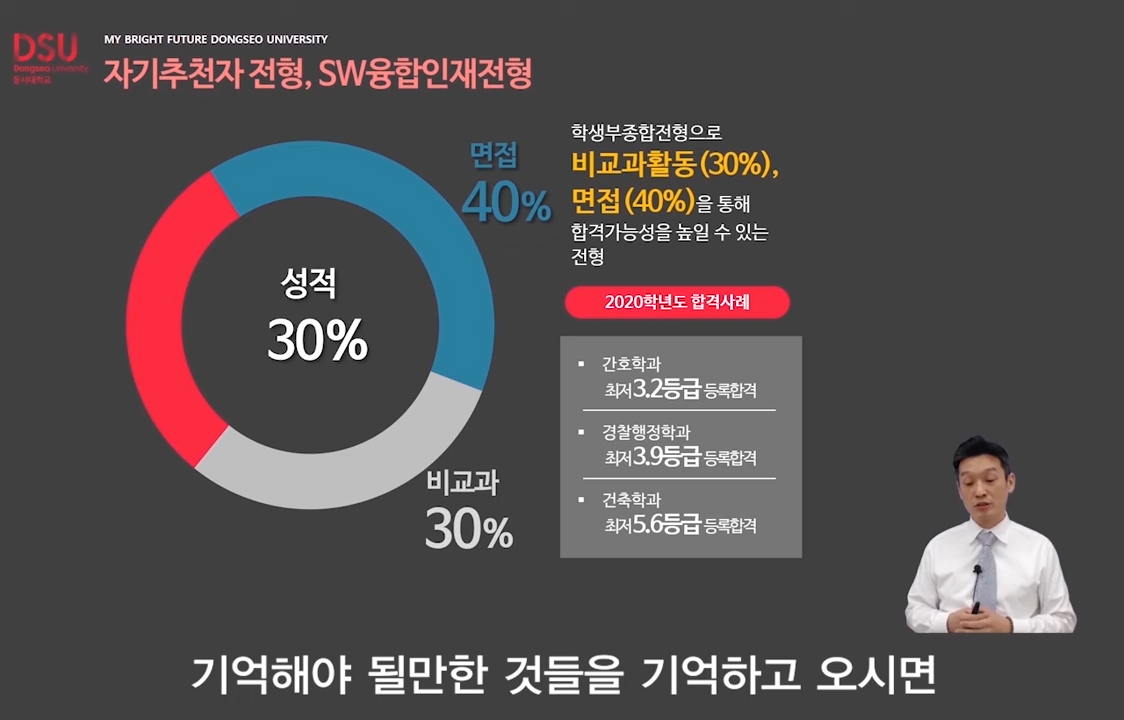 DSU
Dongseo University
동서대학교
MY BRIGHT FUTURE DONGSEO UNIVERSITY
자기추천자 전형, SW융합인재전형
면접
40%
성적
30%
비교과
30%
학생부종합전형으로
비교과활동(30%),
면접(40%)을 통해
합격가능성을 높일 수 있는
전형
2020학년도 합격사례
▪ 간호학과
최저3.2등급 등록합격
▪ 경찰행정학과
최저3.9등급 등록합격
▪ 건축학과
최저5.6등급 등록합격
기억해야 될만한 것들을 기억하고 오시면